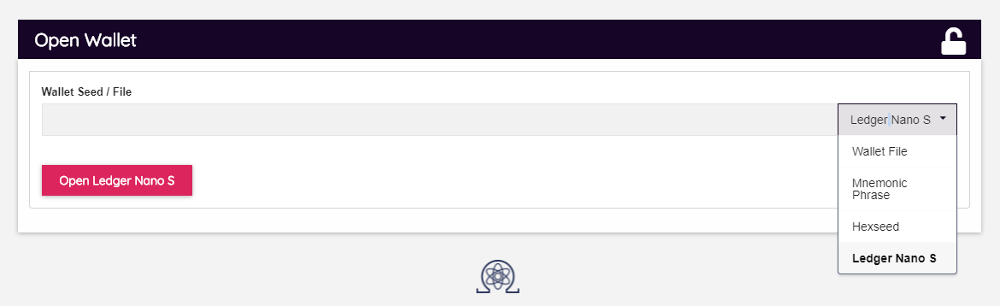 Open Wallet
Wallet Seed / File
Ledger Nano S
Wallet File
Mnemonic
Phrase
Hexseed
Ledger Nano S
Open Ledger Nano S